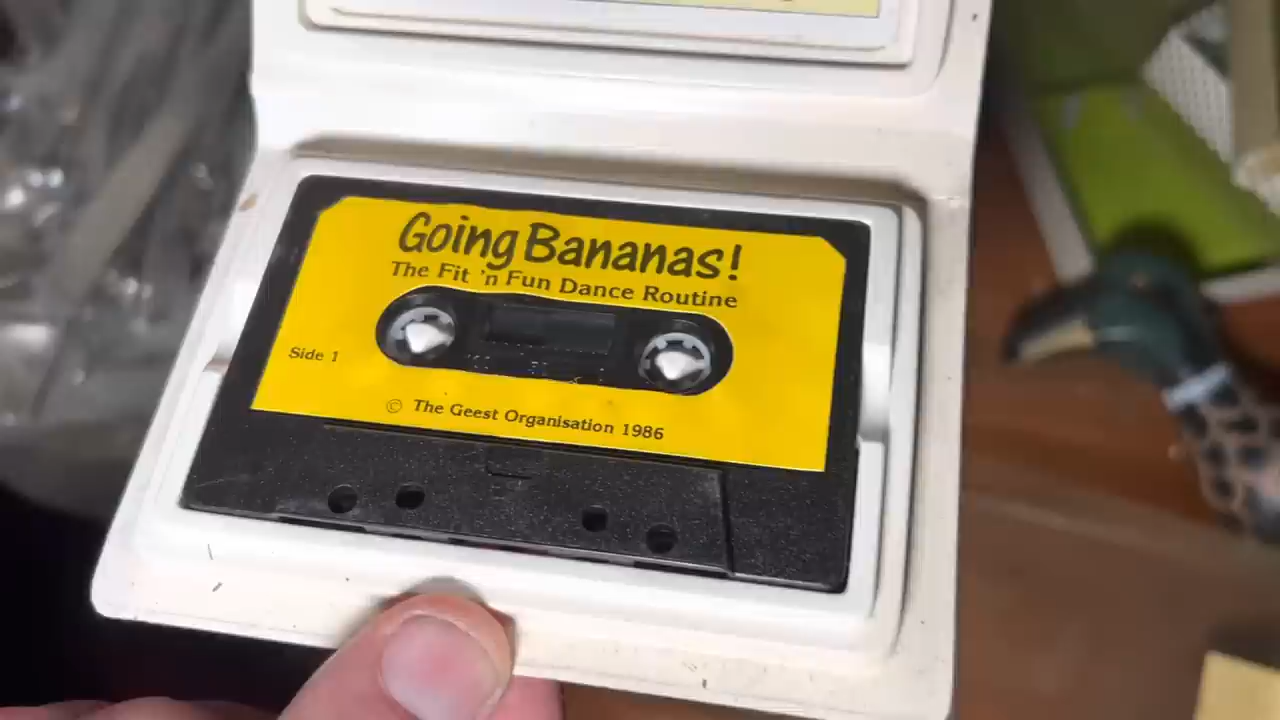 Going Bananas!
The Fit 'n Fun Dance Routine
Side 1
© The Geest Organisation 1986